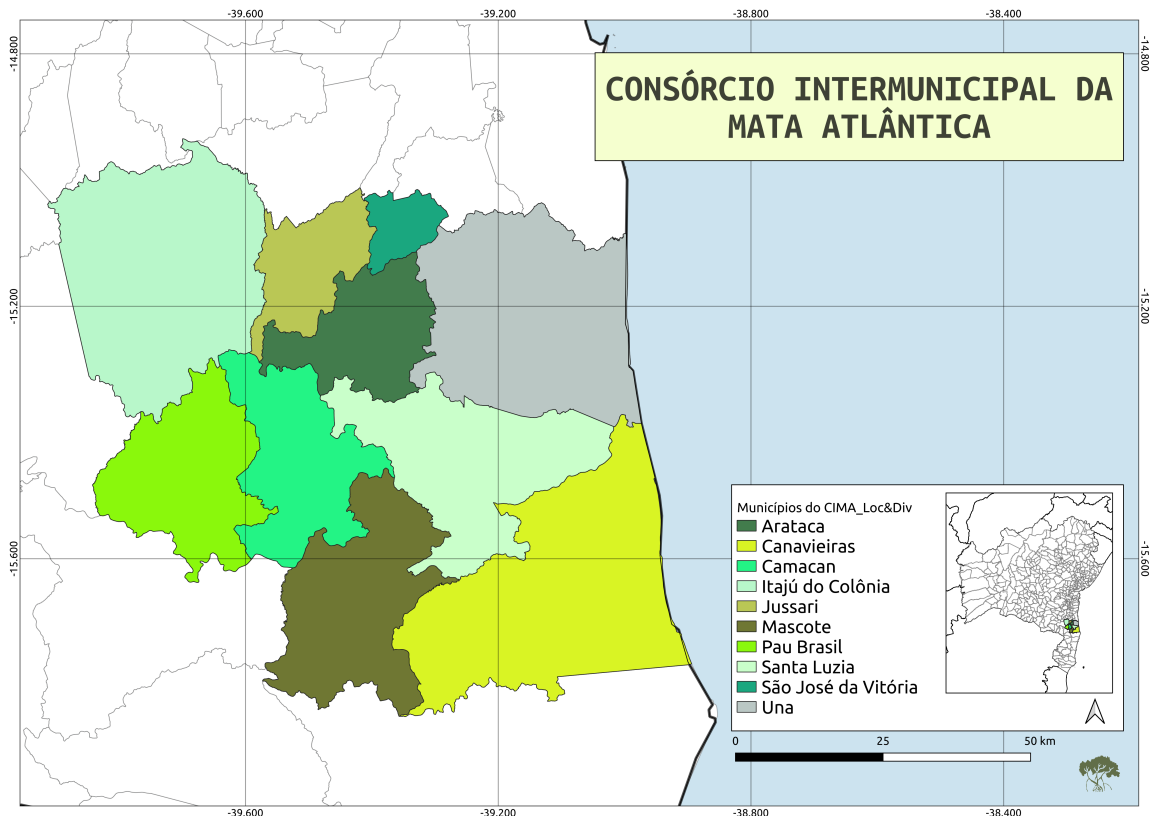 -39.600
-39.200
-38.800
-38.400
-14.800
-14.800
CONSÓRCIO INTERMUNICIPAL DA
MATA ATLÂNTICA
-15.200
-15.200
Municípios do CIMA_Loc&Div
Arataca
Canavieiras
Camacan
Itajú do Colônia
Jussari
Mascote
Pau Brasil
Santa Luzia
São José da Vitória
Una
-15.600
-15.600
0 25 50 km
-39.600
-39.200
-38.800
-38.400